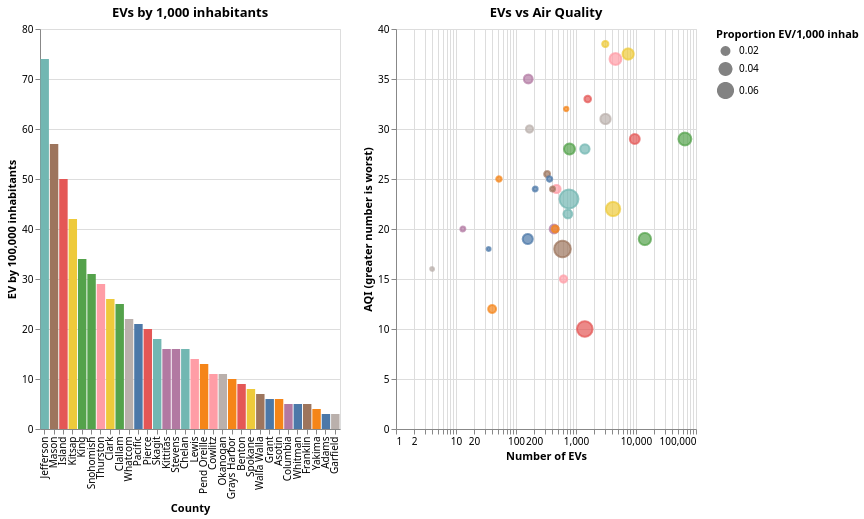 EVs by 1,000 inhabitants
EV by 100,000 inhabitants
80
70
60
50
40
30
20
10
0
Jefferson
Mason
Island
Kitsap
King
Snohomish
Thurston
Clark
Clallam
Whatcom
Pacific
Pierce
Skagit
Kittitas
Stevens
Chelan
Lewis
Pend Oreille
Cowlitz
Okanogan
Grays Harbor
Benton
Spokane
Walla Walla
Grant
Asotin
Columbia
Whitman
Franklin
Yakima
Adams
Garfield
County
EVs vs Air Quality
AQI (greater number is worst)
40
35
30
25
20
15
10
5
0
1 2 10 20 100 200 1,000 10,000 100,000
Number of EVs
Proportion EV/1,000 inhab
0.02
0.04
0.06